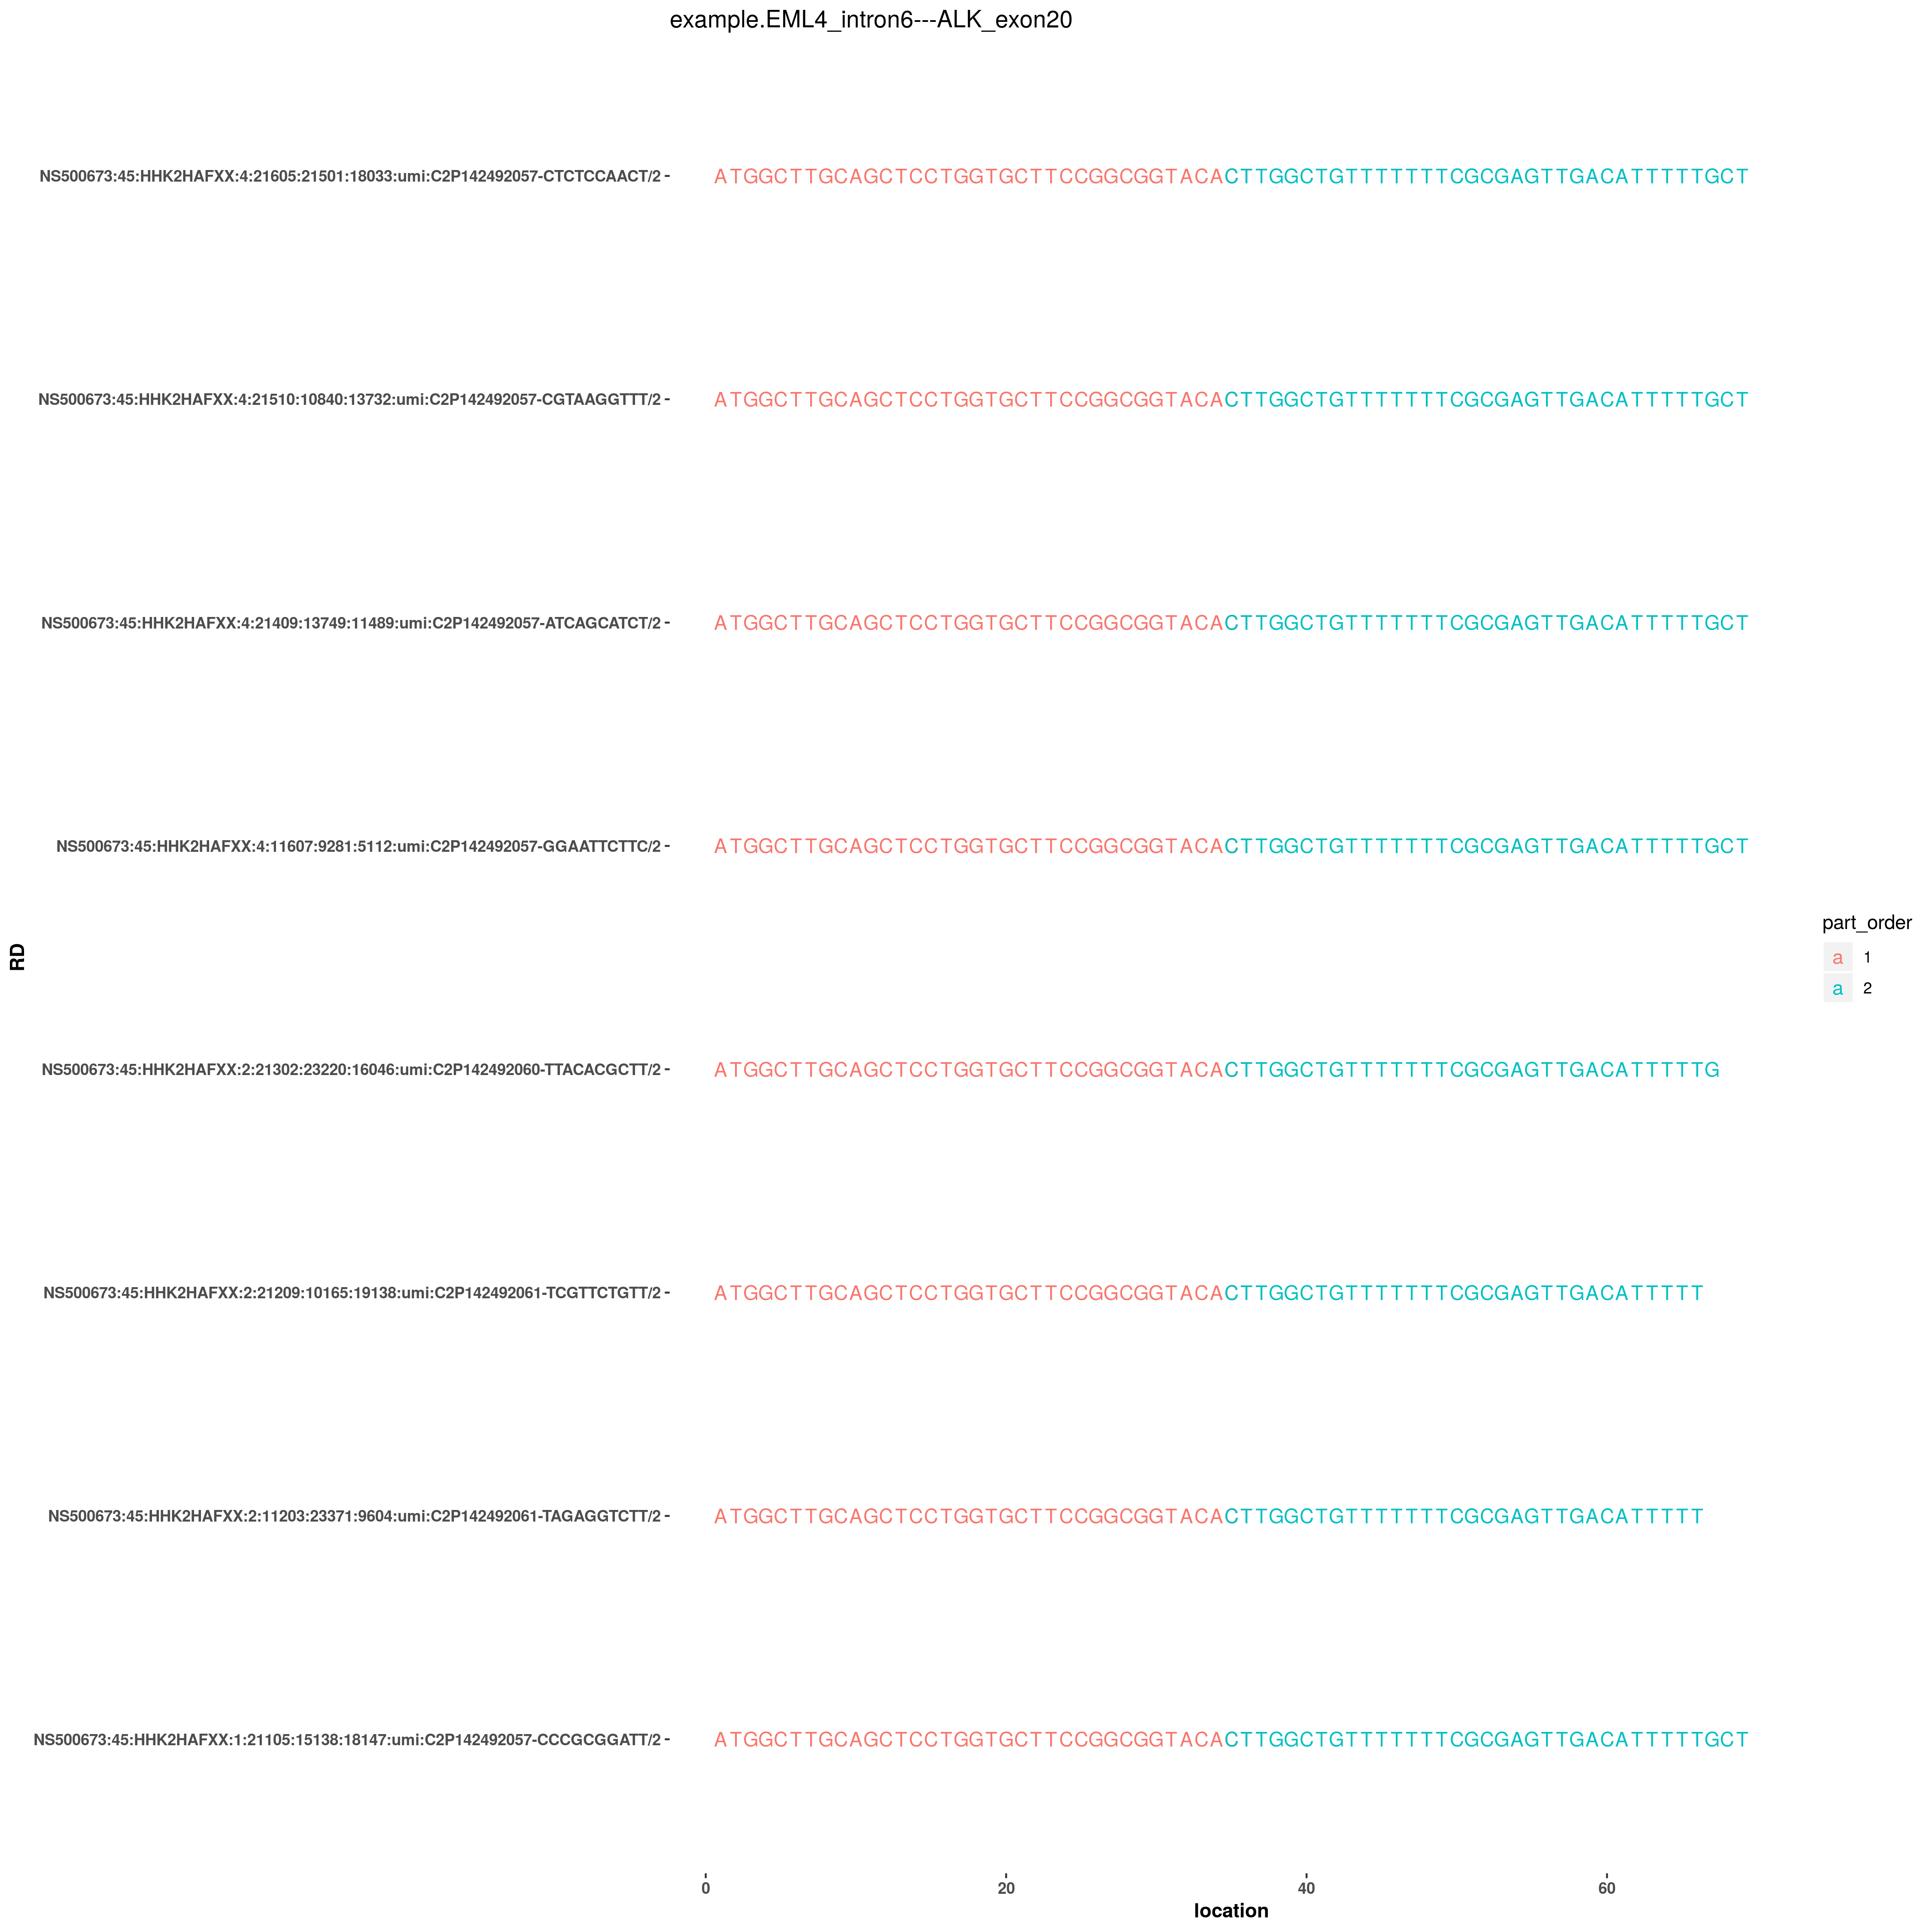 example.EML4_intron6---ALK_exon20
NS500673:45:HHK2HAFXX:4:21605:21501:18033:umi:C2P142492057-CTCTCCAACT/2 ATGGCTTGCAGCTCCTGGTGCTTCCGGCGGTACACTTGGCTGTTTTTTTCGCGAGTTGACATTTTTGCT
NS500673:45:HHK2HAFXX:4:21510:10840:13732:umi:C2P142492057-CGTAAGGTTT/2 ATGGCTTGCAGCTCCTGGTGCTTCCGGCGGTACACTTGGCTGTTTTTTTCGCGAGTTGACATTTTTGCT
NS500673:45:HHK2HAFXX:4:21409:13749:11489:umi:C2P142492057-ATCAGCATCT/2 ATGGCTTGCAGCTCCTGGTGCTTCCGGCGGTACACTTGGCTGTTTTTTTCGCGAGTTGACATTTTTGCT
NS500673:45:HHK2HAFXX:4:11607:9281:5112:umi:C2P142492057-GGAATTCTTC/2 ATGGCTTGCAGCTCCTGGTGCTTCCGGCGGTACACTTGGCTGTTTTTTTCGCGAGTTGACATTTTTGCT
RD
part_order
a 1
a 2
NS500673:45:HHK2HAFXX:2:21302:23220:16046:umi:C2P142492060-TTACACGCTT/2 ATGGCTTGCAGCTCCTGGTGCTTCCGGCGGTACACTTGGCTGTTTTTTTCGCGAGTTGACATTTTTG
NS500673:45:HHK2HAFXX:2:21209:10165:19138:umi:C2P142492061-TCGTTCTGTT/2 ATGGCTTGCAGCTCCTGGTGCTTCCGGCGGTACACTTGGCTGTTTTTTTCGCGAGTTGACATTTTT
NS500673:45:HHK2HAFXX:2:11203:23371:9604:umi:C2P142492061-TAGAGGTCTT/2 ATGGCTTGCAGCTCCTGGTGCTTCCGGCGGTACACTTGGCTGTTTTTTTCGCGAGTTGACATTTTT
NS500673:45:HHK2HAFXX:1:21105:15138:18147:umi:C2P142492057-CCCGCGGATT/2 ATGGCTTGCAGCTCCTGGTGCTTCCGGCGGTACACTTGGCTGTTTTTTTCGCGAGTTGACATTTTTGCT
0 20 40 60
location